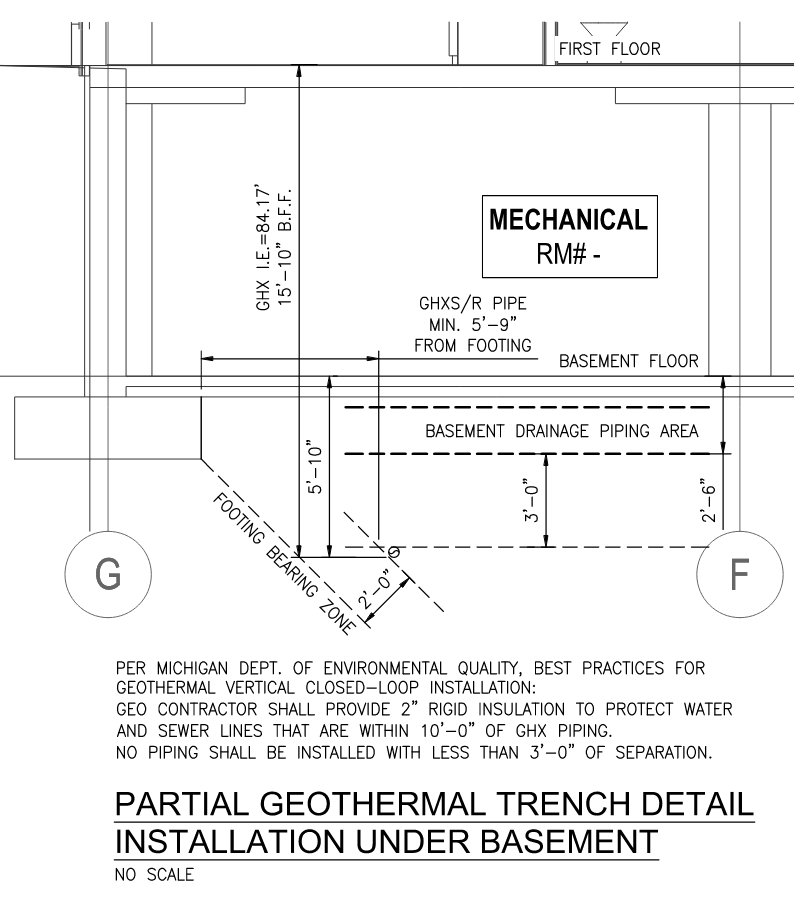 FIRST FLOOR
GHX I.E.=84.17'
15'-10" B.F.F.
MECHANICAL
RM# -
GHXS/R PIPE
MIN. 5'-9"
FROM FOOTING
BASEMENT FLOOR
BASEMENT DRAINAGE PIPING AREA
5'-10"
3'-0"
2'-6"
FOOTING BEARING ZONE
2'-0"
G
F
PER MICHIGAN DEPT. OF ENVIRONMENTAL QUALITY, BEST PRACTICES FOR
GEOTHERMAL VERTICAL CLOSED-LOOP INSTALLATION:
GEO CONTRACTOR SHALL PROVIDE 2" RIGID INSULATION TO PROTECT WATER
AND SEWER LINES THAT ARE WITHIN 10'-0" OF GHX PIPING.
NO PIPING SHALL BE INSTALLED WITH LESS THAN 3'-0" OF SEPARATION.
PARTIAL GEOTHERMAL TRENCH DETAIL
INSTALLATION UNDER BASEMENT
NO SCALE